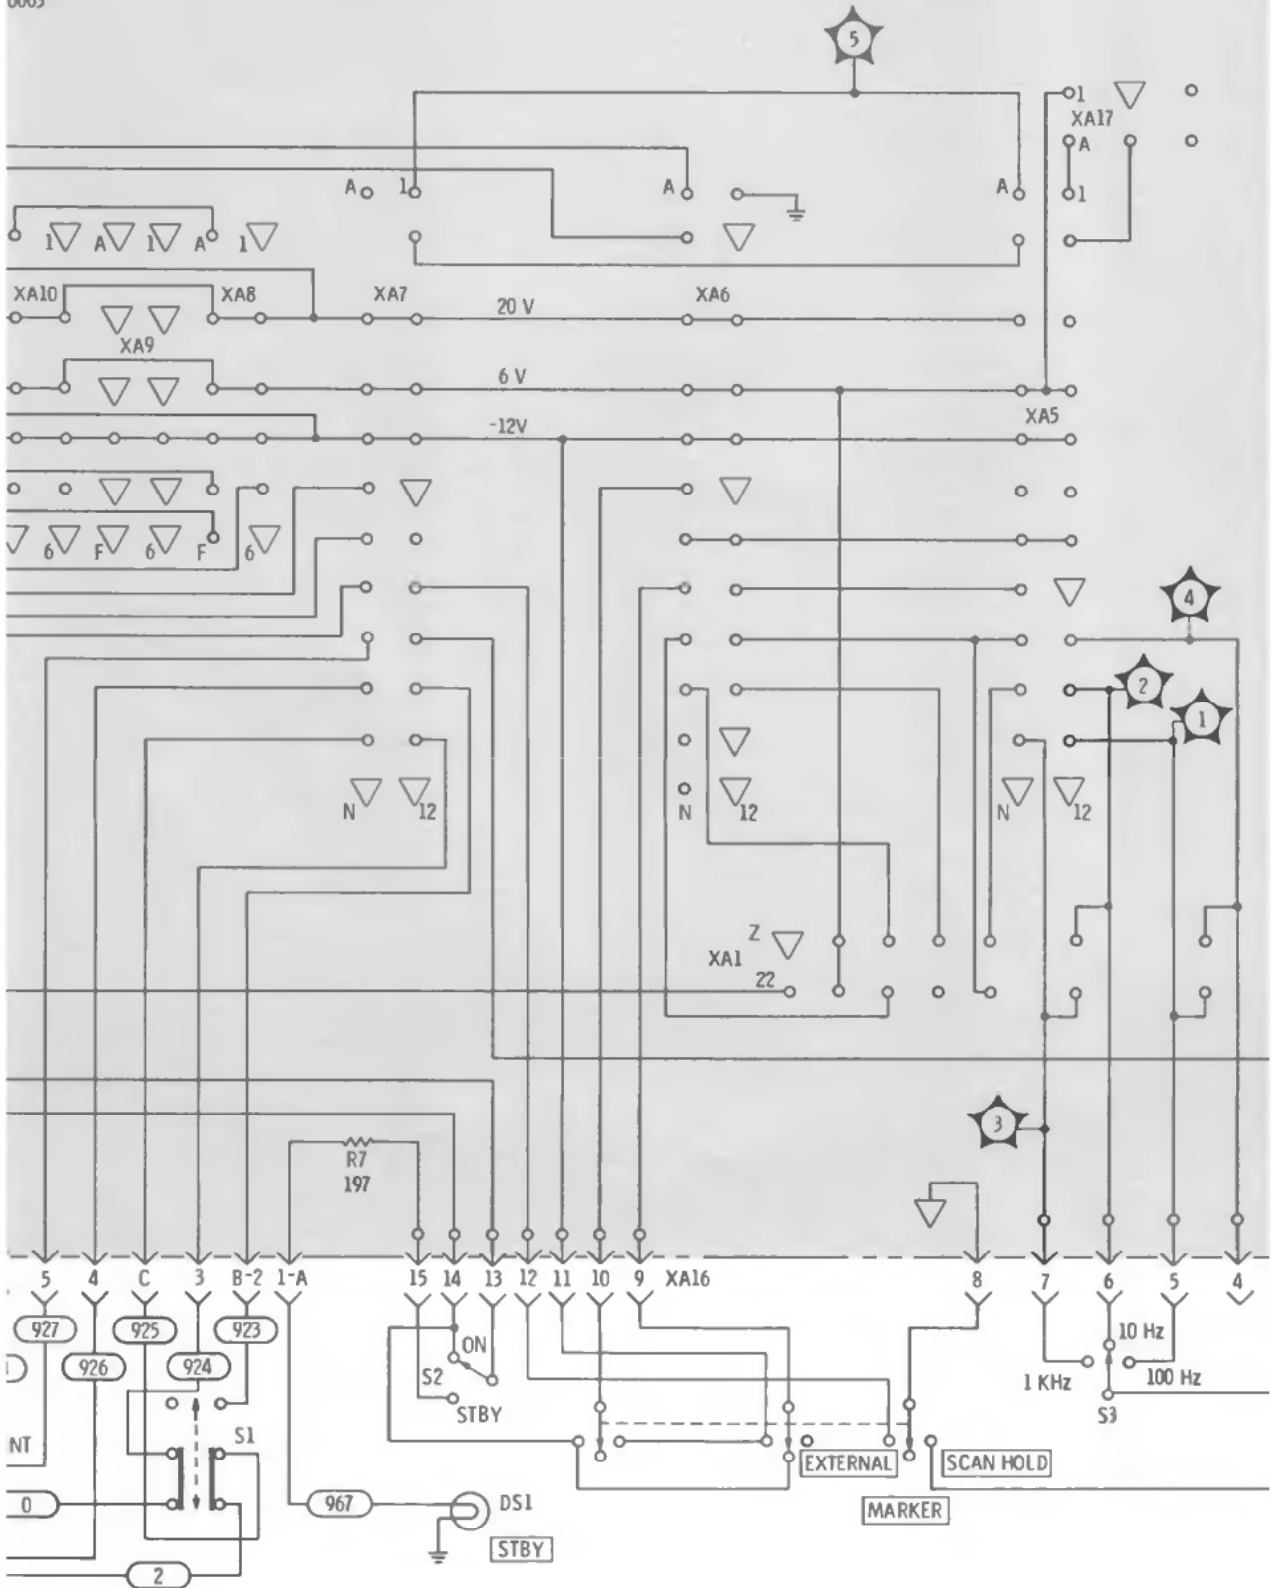 5
1
XA17
A
A 1
A
A
1
1 A 1 A 1
XA10 XA8 XA7 XA6
20 V
XA9
6 V
XA5
-12V
6 F 6 F 6
4
2
1
N 12
N 12
N 12
Z
XA1
22
3
R7
197
5 4 C 3 B-2 1-A 15 14 13 12 11 10 9 XA16 8 7 6 5 4
927 925 923
926 924
ON
S2
STBY
10 Hz
1 KHz 100 Hz
S3
S1
NT
EXTERNAL SCAN HOLD
0
967
DS1
MARKER
STBY
2